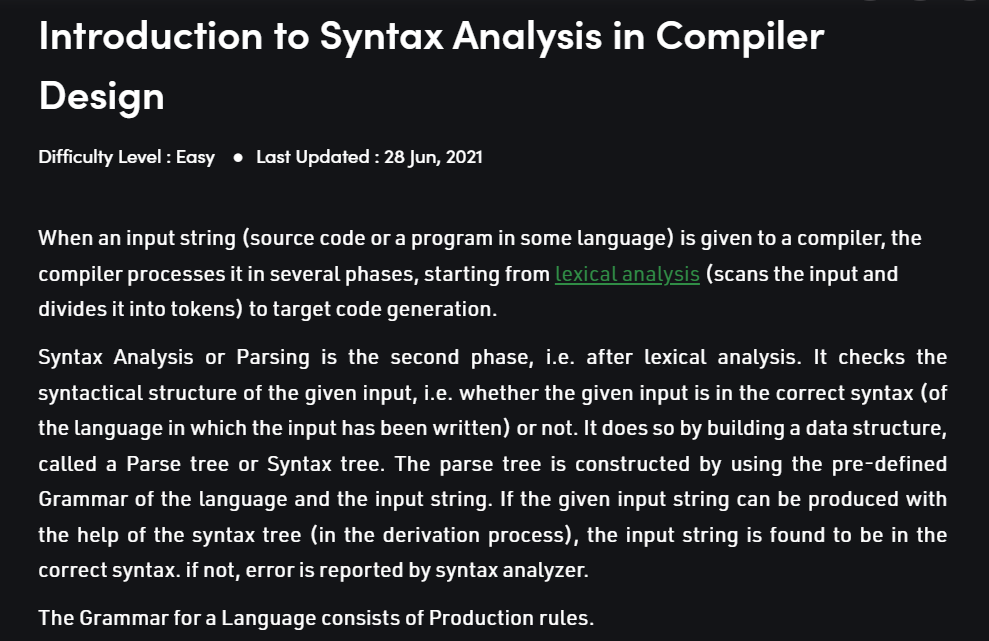 Introduction to Syntax Analysis in Compiler
Design
Difficulty Level : Easy ● Last Updated : 28 Jun, 2021
When an input string (source code or a program in some language) is given to a compiler, the
compiler processes it in several phases, starting from lexical analysis (scans the input and
divides it into tokens) to target code generation.
Syntax Analysis or Parsing is the second phase, i.e. after lexical analysis. It checks the
syntactical structure of the given input, i.e. whether the given input is in the correct syntax (of
the language in which the input has been written) or not. It does so by building a data structure,
called a Parse tree or Syntax tree. The parse tree is constructed by using the pre-defined
Grammar of the language and the input string. If the given input string can be produced with
the help of the syntax tree (in the derivation process), the input string is found to be in the
correct syntax. if not, error is reported by syntax analyzer.
The Grammar for a Language consists of Production rules.